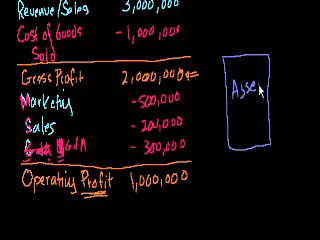 Revenue/Sales 3,000,000
Cost of Goods -1,000,000
Sold
Gross Profit 2,000,000
Marketing -500,000
Sales -200,000
G&A -300,000
Operating Profit 1,000,000
Asse